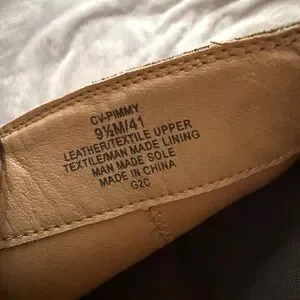 CV-PIMMY
9½M/41
LEATHER/TEXTILE UPPER
TEXTILE/MAN MADE LINING
MAN MADE SOLE
MADE IN CHINA
G2C